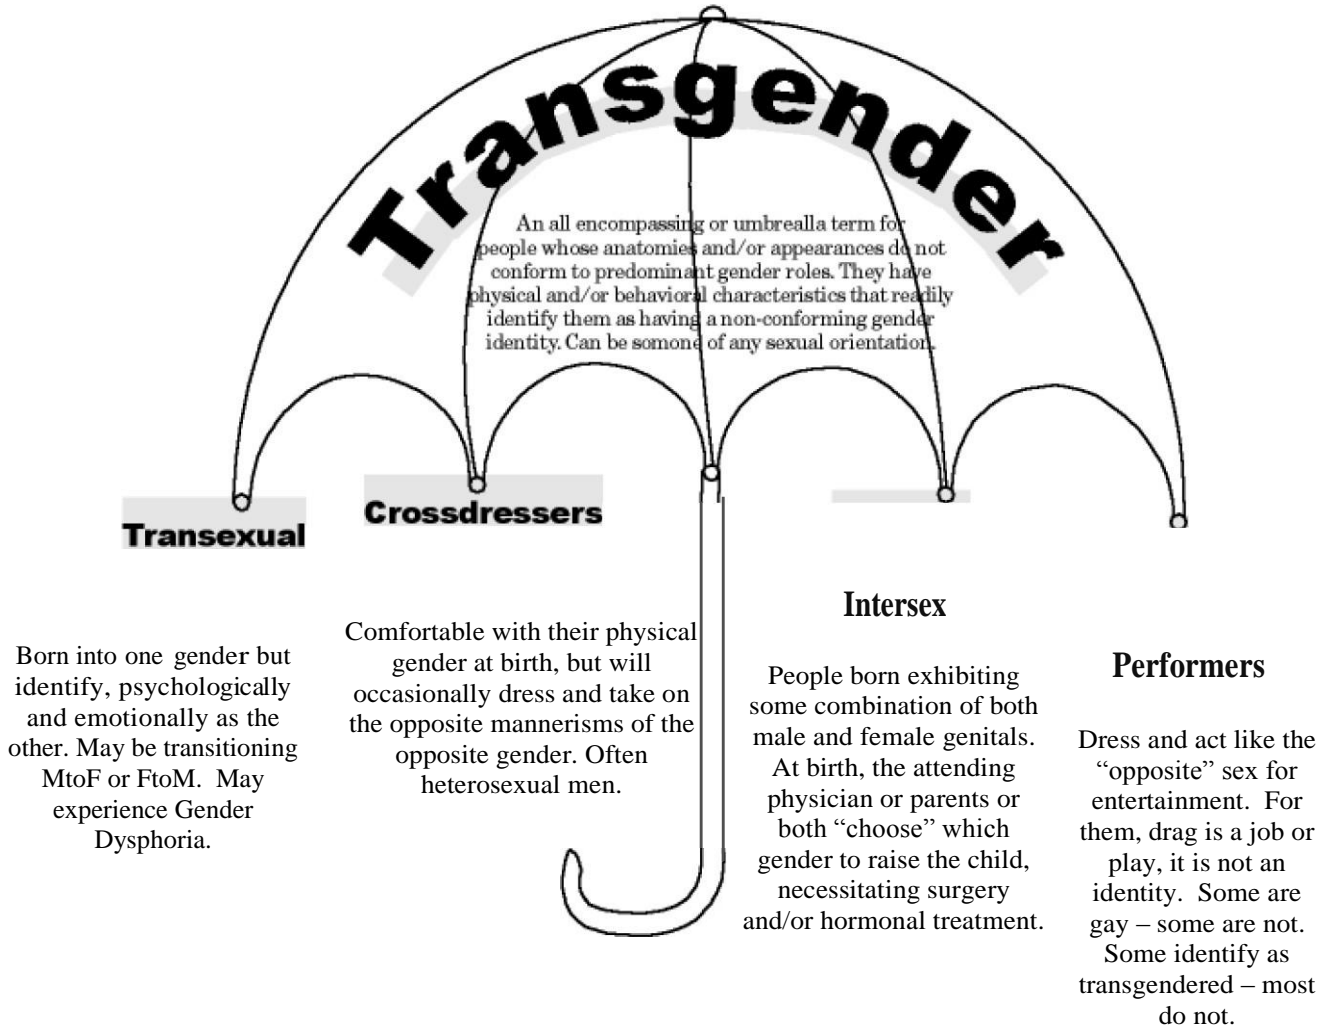 Transgender
An all encompassing or umbrealla term for
people whose anatomies and/or appearances do not
conform to predominant gender roles. They have
physical and/or behavioral characteristics that readily
identify them as having a non-conforming gender
identity. Can be somone of any sexual orientation.
Transexual
Born into one gender but
identify, psychologically
and emotionally as the
other. May be transitioning
MtoF or FtoM.  May
experience Gender
Dysphoria.
Crossdressers
Comfortable with their physical
gender at birth, but will
occasionally dress and take on
the opposite mannerisms of the
opposite gender. Often
heterosexual men.
Intersex
People born exhibiting
some combination of both
male and female genitals.
At birth, the attending
physician or parents or
both “choose” which
gender to raise the child,
necessitating surgery
and/or hormonal treatment.
Performers
Dress and act like the
“opposite” sex for
entertainment.  For
them, drag is a job or
play, it is not an
identity.  Some are
gay – some are not.
Some identify as
transgendered – most
do not.